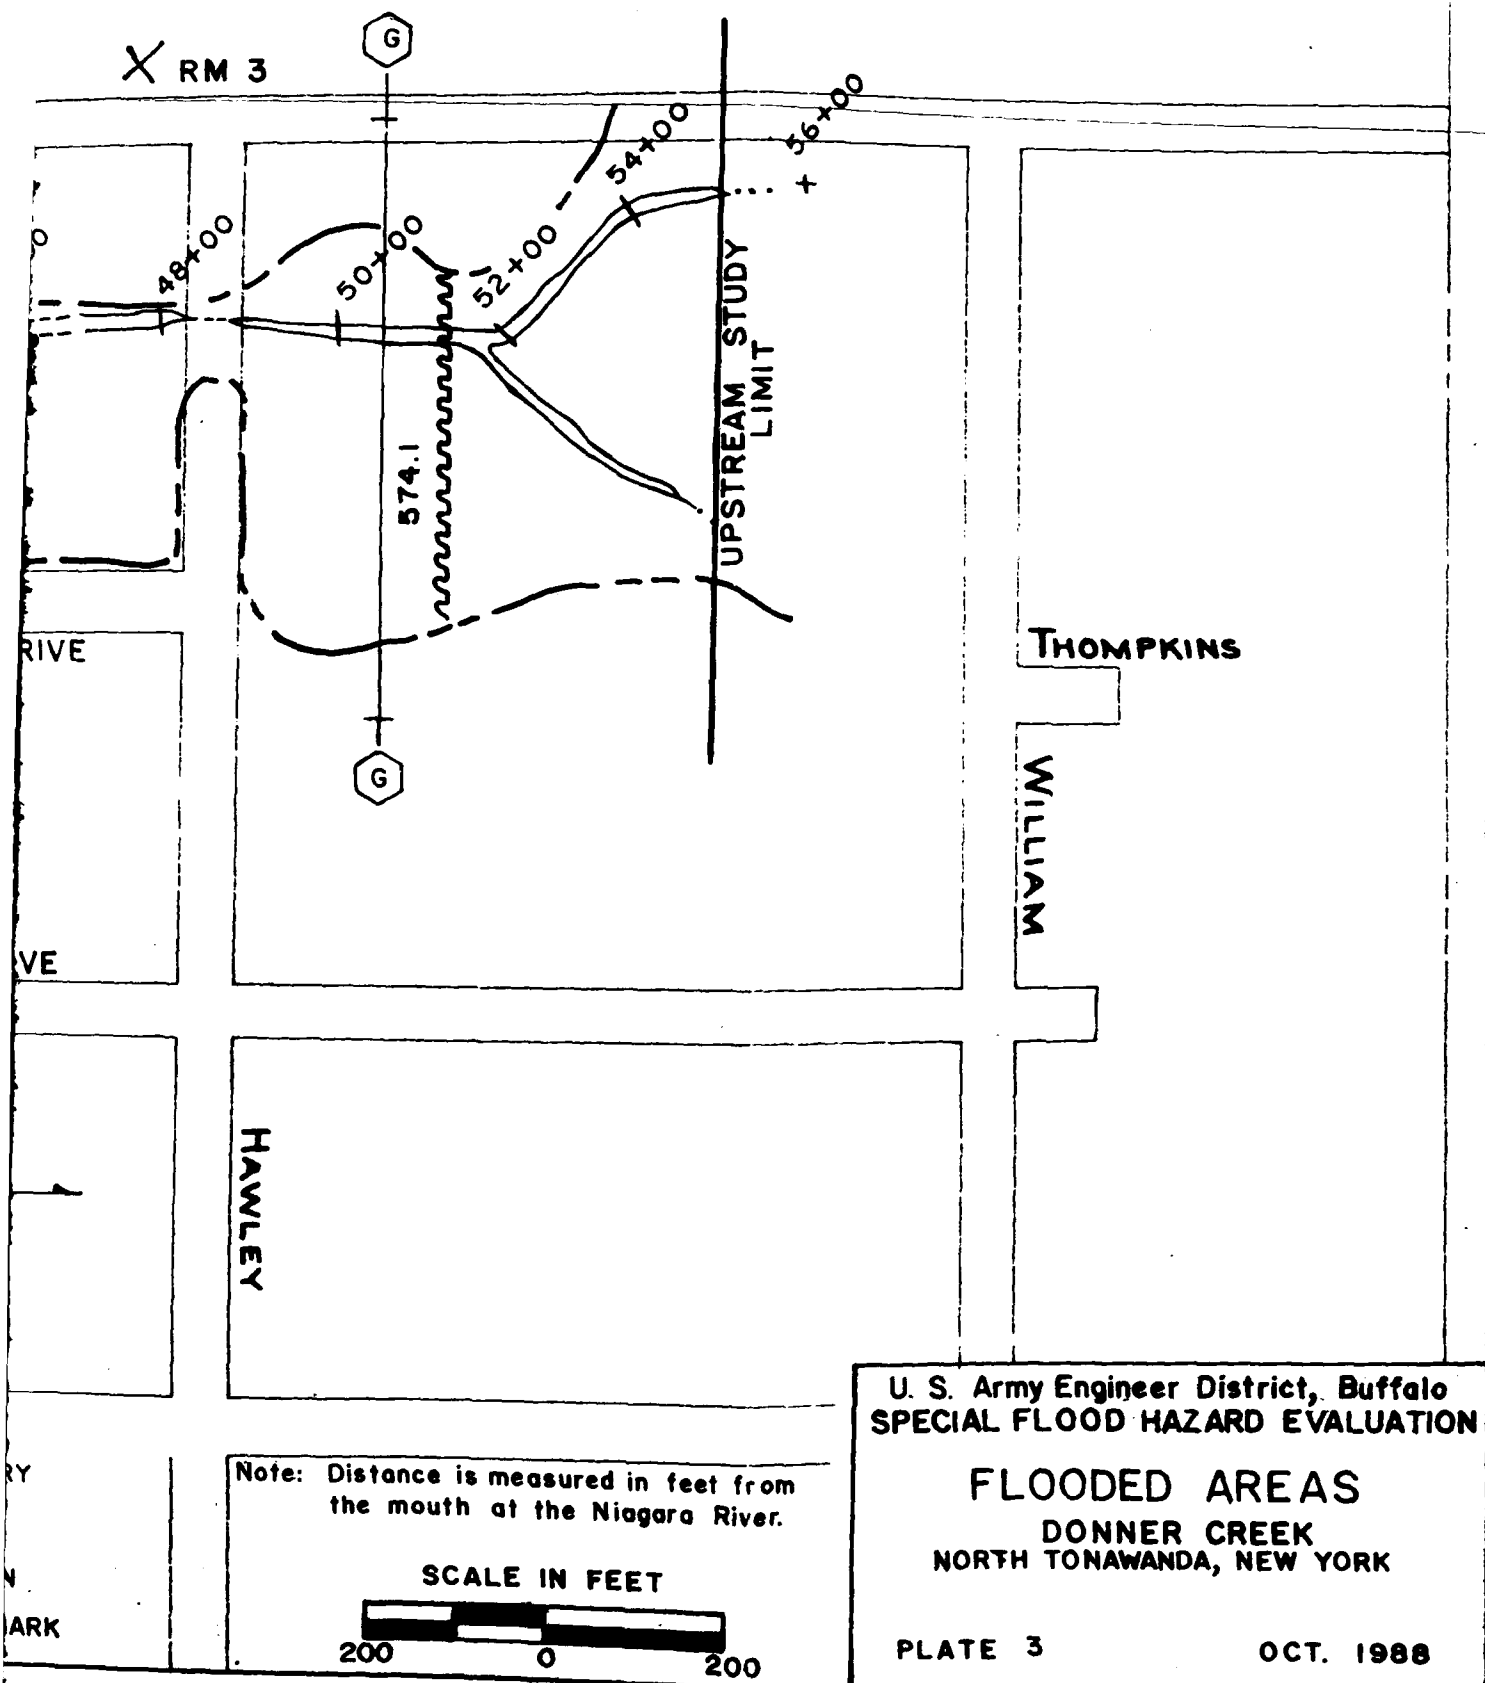 G
X RM 3
56+00
54+00
48+00
50+00
52+00
UPSTREAM STUDY
LIMIT
574.1
RIVE
THOMPKINS
G
WILLIAM
VE
HAWLEY
U. S. Army Engineer District, Buffalo
SPECIAL FLOOD HAZARD EVALUATION
FLOODED AREAS
DONNER CREEK
NORTH TONAWANDA, NEW YORK
PLATE 3 OCT. 1988
RY
Note: Distance is measured in feet from
the mouth at the Niagara River.
N
SCALE IN FEET
ARK
200 0 200